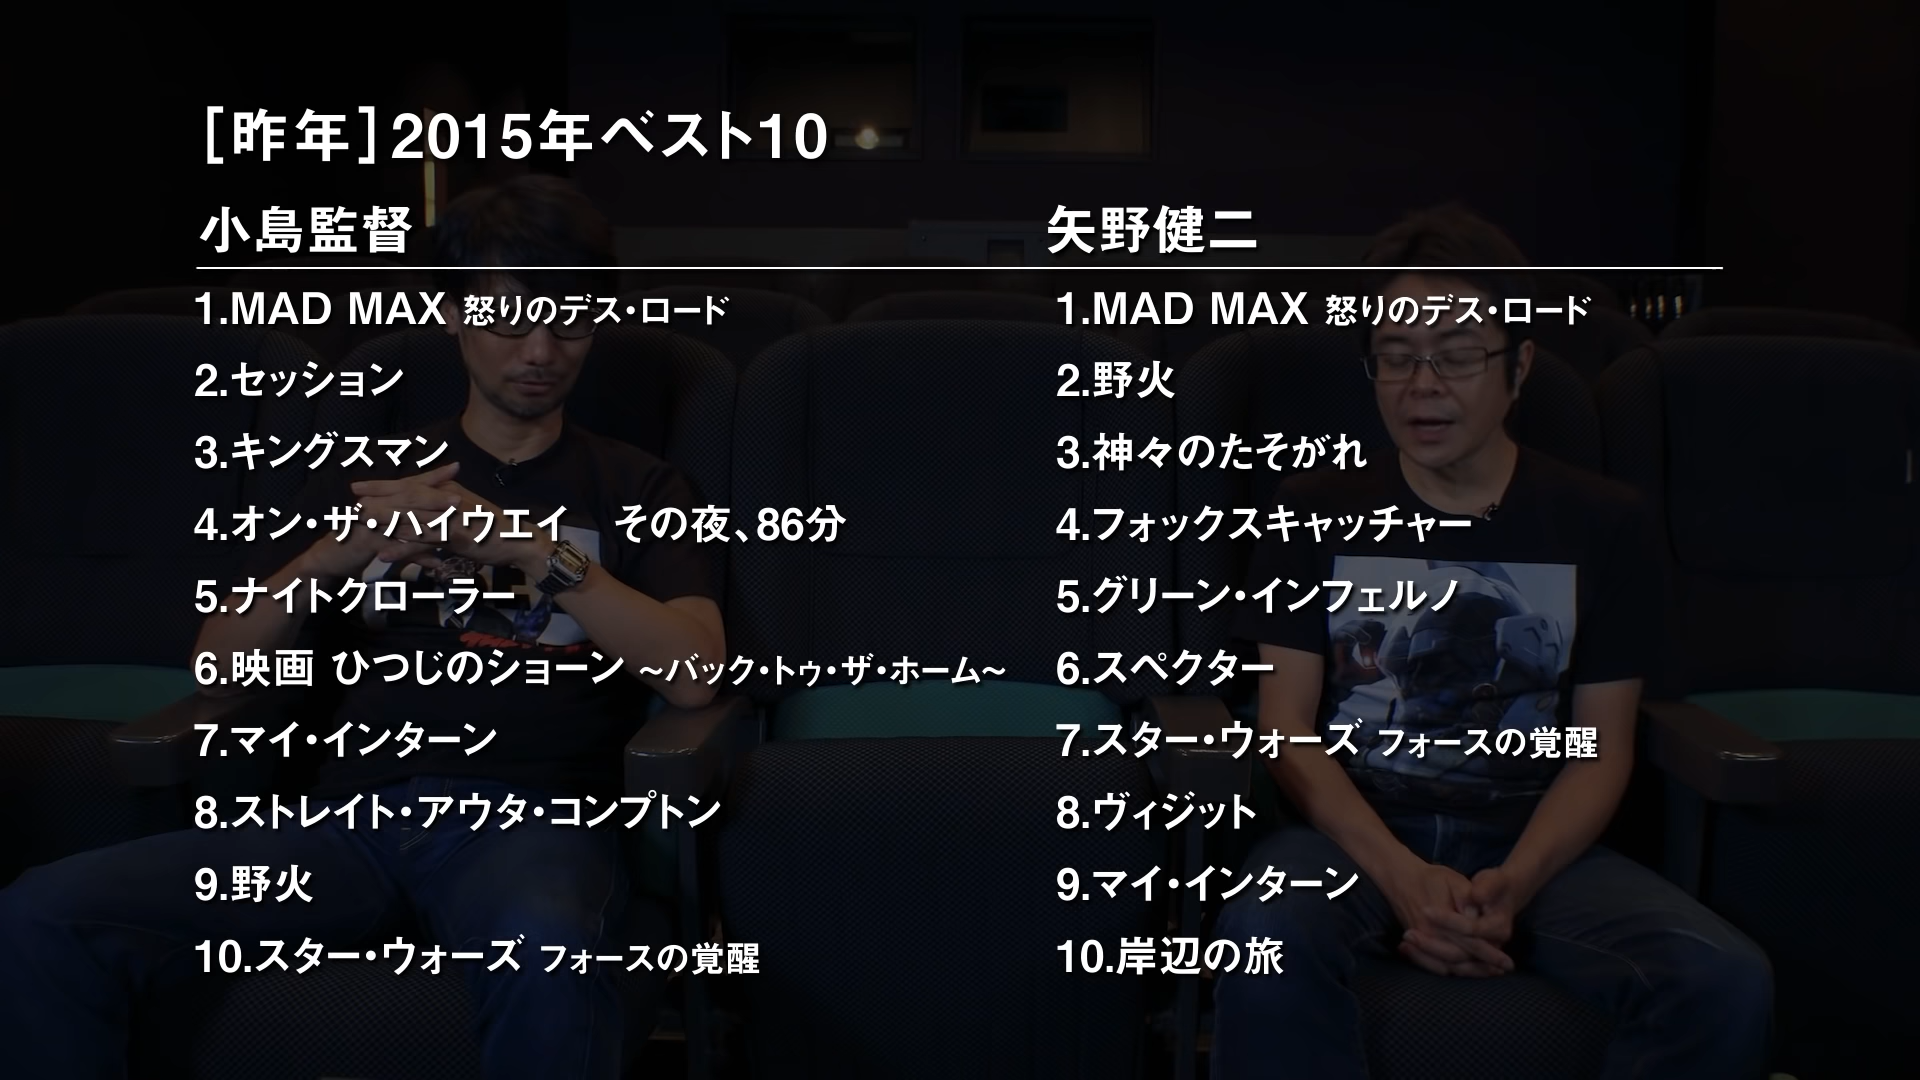 [昨年]2015年ベスト10
小島監督
1.MAD MAX 怒りのデス・ロード
2.セッション
3.キングスマン
4.オン・ザ・ハイウエイ　その夜、86分
5.ナイトクローラー
6.映画 ひつじのショーン ~バック・トゥ・ザ・ホーム~
7.マイ・インターン
8.ストレイト・アウタ・コンプトン
9.野火
10.スター・ウォーズ フォースの覚醒
矢野健二
1.MAD MAX 怒りのデス・ロード
2.野火
3.神々のたそがれ
4.フォックスキャッチャー
5.グリーン・インフェルノ
6.スペクター
7.スター・ウォーズ フォースの覚醒
8.ヴィジット
9.マイ・インターン
10.岸辺の旅